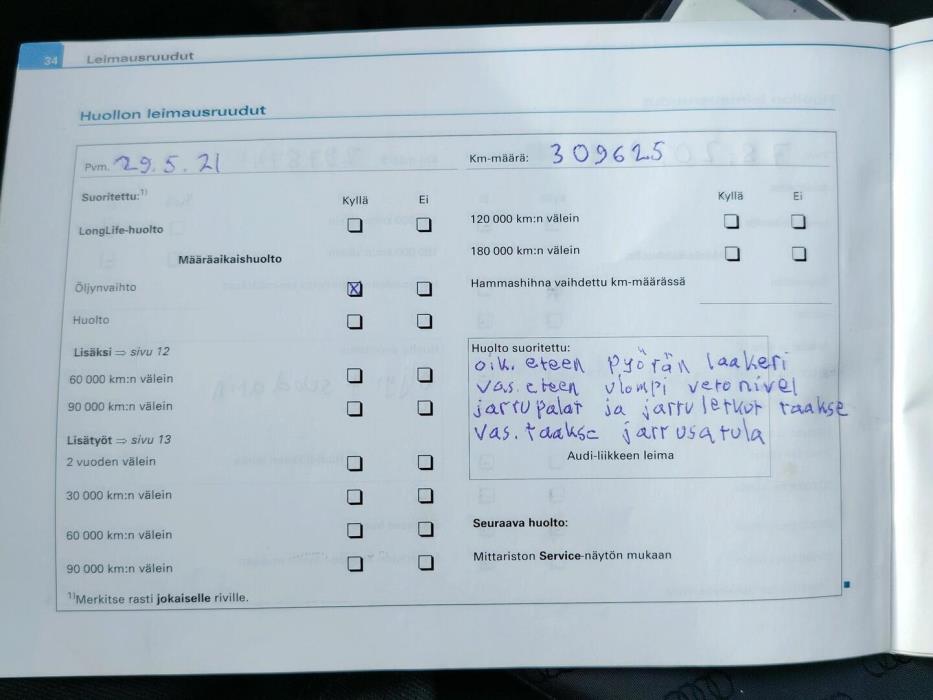 34 Leimausruudut
Huollon leimausruudut
Pvm. 29.5.21
Km-määrä: 309625
Suoritettu:1)
Kyllä Ei
LongLife-huolto
Määräaikaishuolto
Öljynvaihto X
Huolto
Lisäksi ⇒ sivu 12
60 000 km:n välein
90 000 km:n välein
Lisätyöt ⇒ sivu 13
2 vuoden välein
30 000 km:n välein
60 000 km:n välein
90 000 km:n välein
1)Merkitse rasti jokaiselle riville.
Kyllä Ei
120 000 km:n välein
180 000 km:n välein
Hammashihna vaihdettu km-määrässä
Huolto suoritettu:
oik. eteen pyörän laakeri
vas. eteen ulompi vetonivel
jarrupalat ja jarruletkut taakse
vas. taakse jarrusatula
Audi-liikkeen leima
Seuraava huolto:
Mittariston Service-näytön mukaan